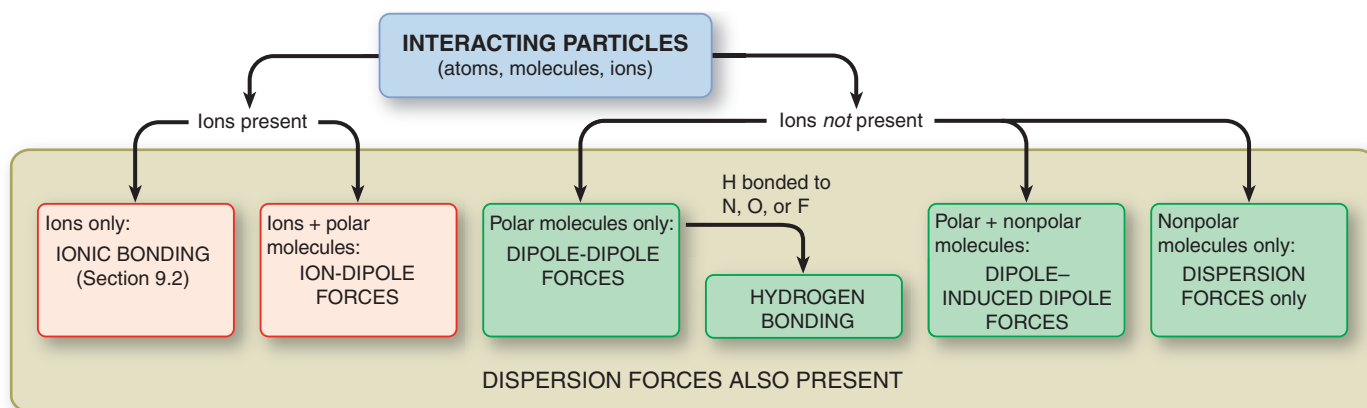 INTERACTING PARTICLES
(atoms, molecules, ions)
Ions present
Ions not present
Ions only:
IONIC BONDING
(Section 9.2)
Ions + polar
molecules:
ION-DIPOLE
FORCES
Polar molecules only:
DIPOLE-DIPOLE
FORCES
H bonded to
N, O, or F
HYDROGEN
BONDING
Polar + nonpolar
molecules:
DIPOLE–
INDUCED DIPOLE
FORCES
Nonpolar
molecules only:
DISPERSION
FORCES only
DISPERSION FORCES ALSO PRESENT